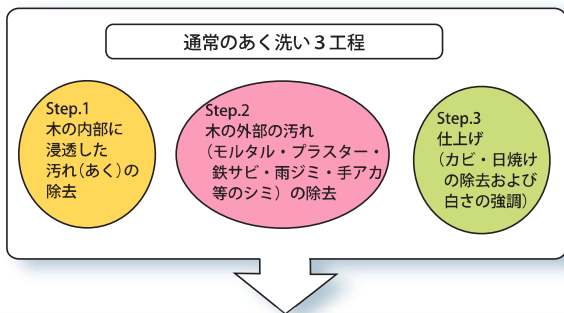 通常のあく洗い３工程
Step.1
木の内部に
浸透した
汚れ（あく）の
除去
Step.2
木の外部の汚れ
（モルタル・プラスター・
鉄サビ・雨ジミ・手アカ
等のシミ）の除去
Step.3
仕上げ
（カビ・日焼け
の除去および
白さの強調）